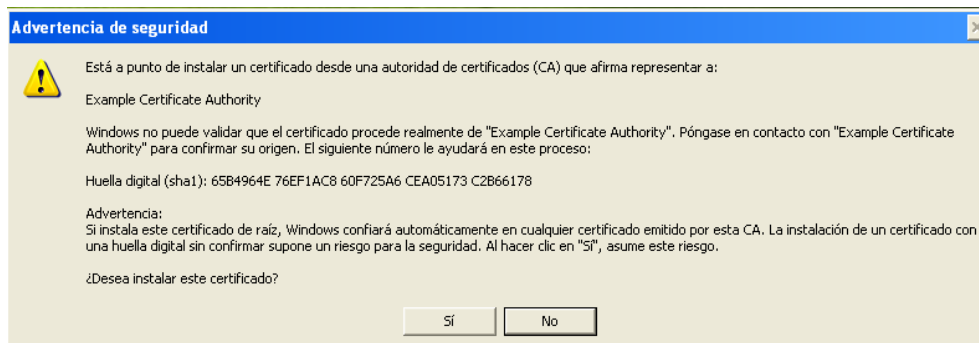 Advertencia de seguridad
Está a punto de instalar un certificado desde una autoridad de certificados (CA) que afirma representar a:
Example Certificate Authority
Windows no puede validar que el certificado procede realmente de "Example Certificate Authority". Póngase en contacto con "Example Certificate
Authority" para confirmar su origen. El siguiente número le ayudará en este proceso:
Huella digital (sha1): 65B4964E 76EF1AC8 60F725A6 CEA05173 C2B66178
Advertencia:
Si instala este certificado de raíz, Windows confiará automáticamente en cualquier certificado emitido por esta CA. La instalación de un certificado con
una huella digital sin confirmar supone un riesgo para la seguridad. Al hacer clic en "Sí", asume este riesgo.
¿Desea instalar este certificado?
Sí No